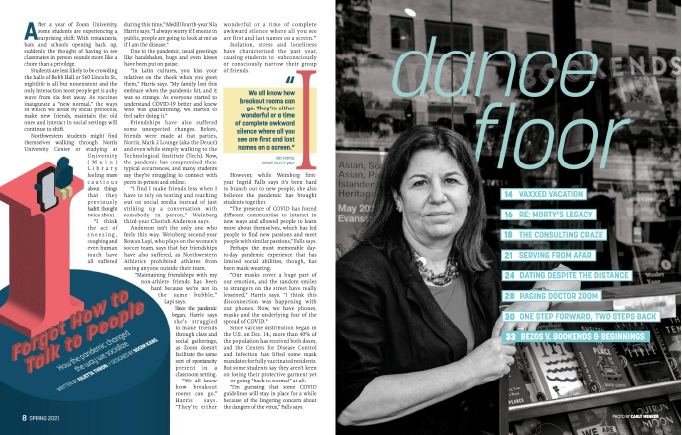 After a year of Zoom University,
some students are experiencing a
surprising shift: With restaurants,
bars and schools opening back up,
suddenly the thought of having to see
classmates in person sounds more like a
chore than a privilege.
Students are less likely to be crowding
the halls of Bobb Hall or 960 Lincoln St.,
nightlife is all but nonexistent and the
only interaction most people get is a shy
wave from six feet away. As vaccines
inaugurate a "new normal," the ways
in which we areas my social protocols,
make new friends, maintain the old
ones and interact in social settings will
continue to shift.
Northwestern students might find
themselves walking through Norris
University Center or studying at
University
(Main)
Library
feeling more
cautious
about things
that they
previously
hadn't thought
twice about.
"I think
the act of
sneezing,
coughing and
even human
touch have
all suffered
Forgot How to
Talk to People
How the pandemic changed
the way we socialize
WRITTEN BY JULIETTA THRON // DESIGNED BY
8 SPRING 2021
during this time," Medill fourth-year Nia
Harris says. "I always worry if I sneeze in
public, people are going to look at me as
if I am the disease."
Due to the pandemic, usual greetings
like handshakes, hugs and even kisses
have been put on pause.
"In Latin cultures, you kiss your
relatives on the cheek when you greet
them," Harris says. "My family lost this
embrace when the pandemic hit, and it
was so strange. As everyone started to
understand COVID-19 better and knew
who was quarantining, we started to
feel safer doing it."
Friendships have also suffered
some unexpected changes. Before,
friends were made at frat parties,
Norris, Mark 2 Lounge (aka the Deuce)
and even while simply walking to the
Technological Institute (Tech). Now,
the pandemic has compromised these
typical occurrences, and many students
say they're struggling to connect with
peers in person and online.
"I find I make friends less when I
have to rely on texting and reaching
out on social media instead of just
striking up a conversation with
somebody in person," Weinberg
third-year Cherish Anderson says.
Anderson isn't the only one who
feels this way. Weinberg second-year
Rowan Lapi, who plays on the women's
soccer team, says that her friendships
have also suffered, as Northwestern
Athletics prohibited athletes from
seeing anyone outside their team.
"Maintaining friendships with my
non-athlete friends has been
hard because we're not in
the same bubble,"
Lapi says.
Since the pandemic
began, Harris says
she's struggled
to make friends
through class and
social gatherings,
as Zoom doesn't
facilitate the same
sort of spontaneity
present in a
classroom setting.
"We all know
how breakout
rooms can go,"
Harris says.
"They're either
wonderful or a time of complete
awkward silence where all you see
are first and last names on a screen."
Isolation, stress and loneliness
have characterized the past year,
causing students to subconsciously
or consciously narrow their group
of friends.
"
We all know how
breakout rooms can
go. They're either
wonderful or a time
of complete awkward
silence where all you
see are first and last
names on a screen."
Nia Harris,
However, while Weinberg first-
year Ingrid Falls says it's been hard
to branch out to new people, she also
believes the pandemic has brought
students together.
"The presence of COVID has forced
different communities to interact in
new ways and allowed people to learn
more about themselves, which has led
people to find new passions and meet
people with similar passions," Falls says.
Perhaps the most memorable day-
to-day pandemic experience that has
limited social abilities, though, has
been mask-wearing.
"Our masks cover a huge part of
our emotion, and the random smiles
to strangers on the street have really
lessened," Harris says. "I think this
disconnection was happening with
our phones. Now, we have phones,
masks and the underlying fear of the
spread of COVID."
Since vaccine distribution began in
the U.S. on Dec. 14, more than 40% of
the population has received both doses,
and the Centers for Disease Control
and Infection has lifted some mask
mandates for fully vaccinated residents.
But some students say they aren't keen
on losing their protective garment yet
or going "back to normal" at all.
"I'm guessing that some COVID
guidelines will stay in place for a while
because of the lingering concern about
the dangers of the virus," Falls says.
dance
floor
14 VAXXED VACATION
16 RE: MORTY'S LEGACY
18 THE CONSULTING CRAZE
21 SERVING FROM AFAR
24 DATING DESPITE THE DISTANCE
28 PAGING DOCTOR ZOOM
30 ONE STEP FORWARD, TWO STEPS BACK
33 BEZOS V. BOOKENDS & BEGINNINGS
PHOTO BY CARLY MENKER